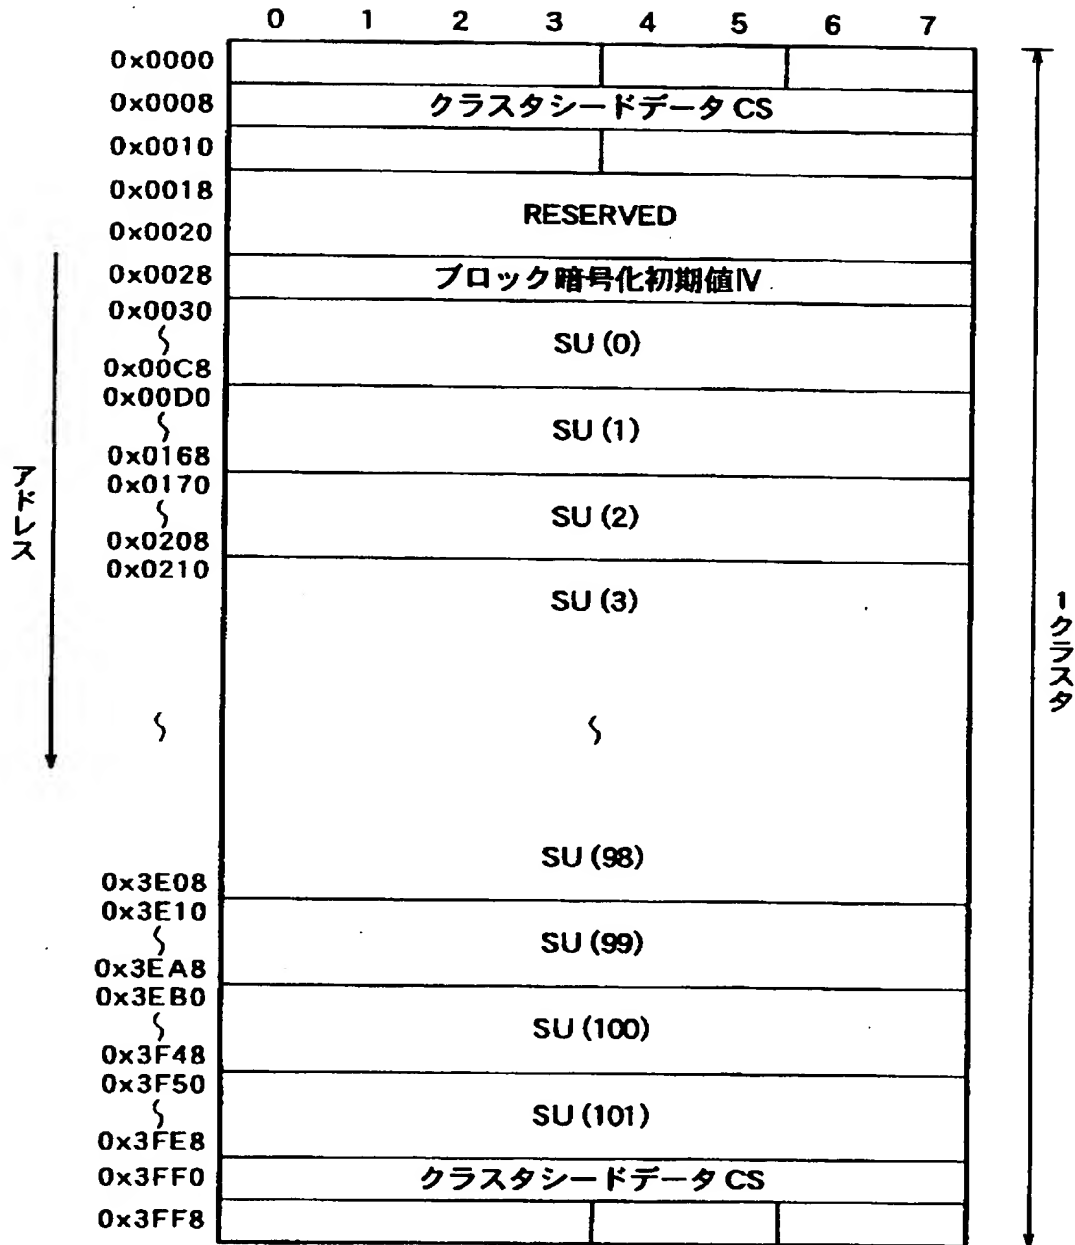 0 1 2 3 4 5 6 7
0x0000
0x0008 クラスタシードデータ CS
0x0010
0x0018
RESERVED
0x0020
0x0028 ブロック暗号化初期値IV
0x0030
SU (0)
0x00C8
0x00D0
SU (1)
0x0168
0x0170
SU (2)
0x0208
0x0210
SU (3)
アドレス
1クラスタ
SU (98)
0x3E08
0x3E10
SU (99)
0x3EA8
0x3EB0
SU (100)
0x3F48
0x3F50
SU (101)
0x3FE8
0x3FF0 クラスタシードデータ CS
0x3FF8